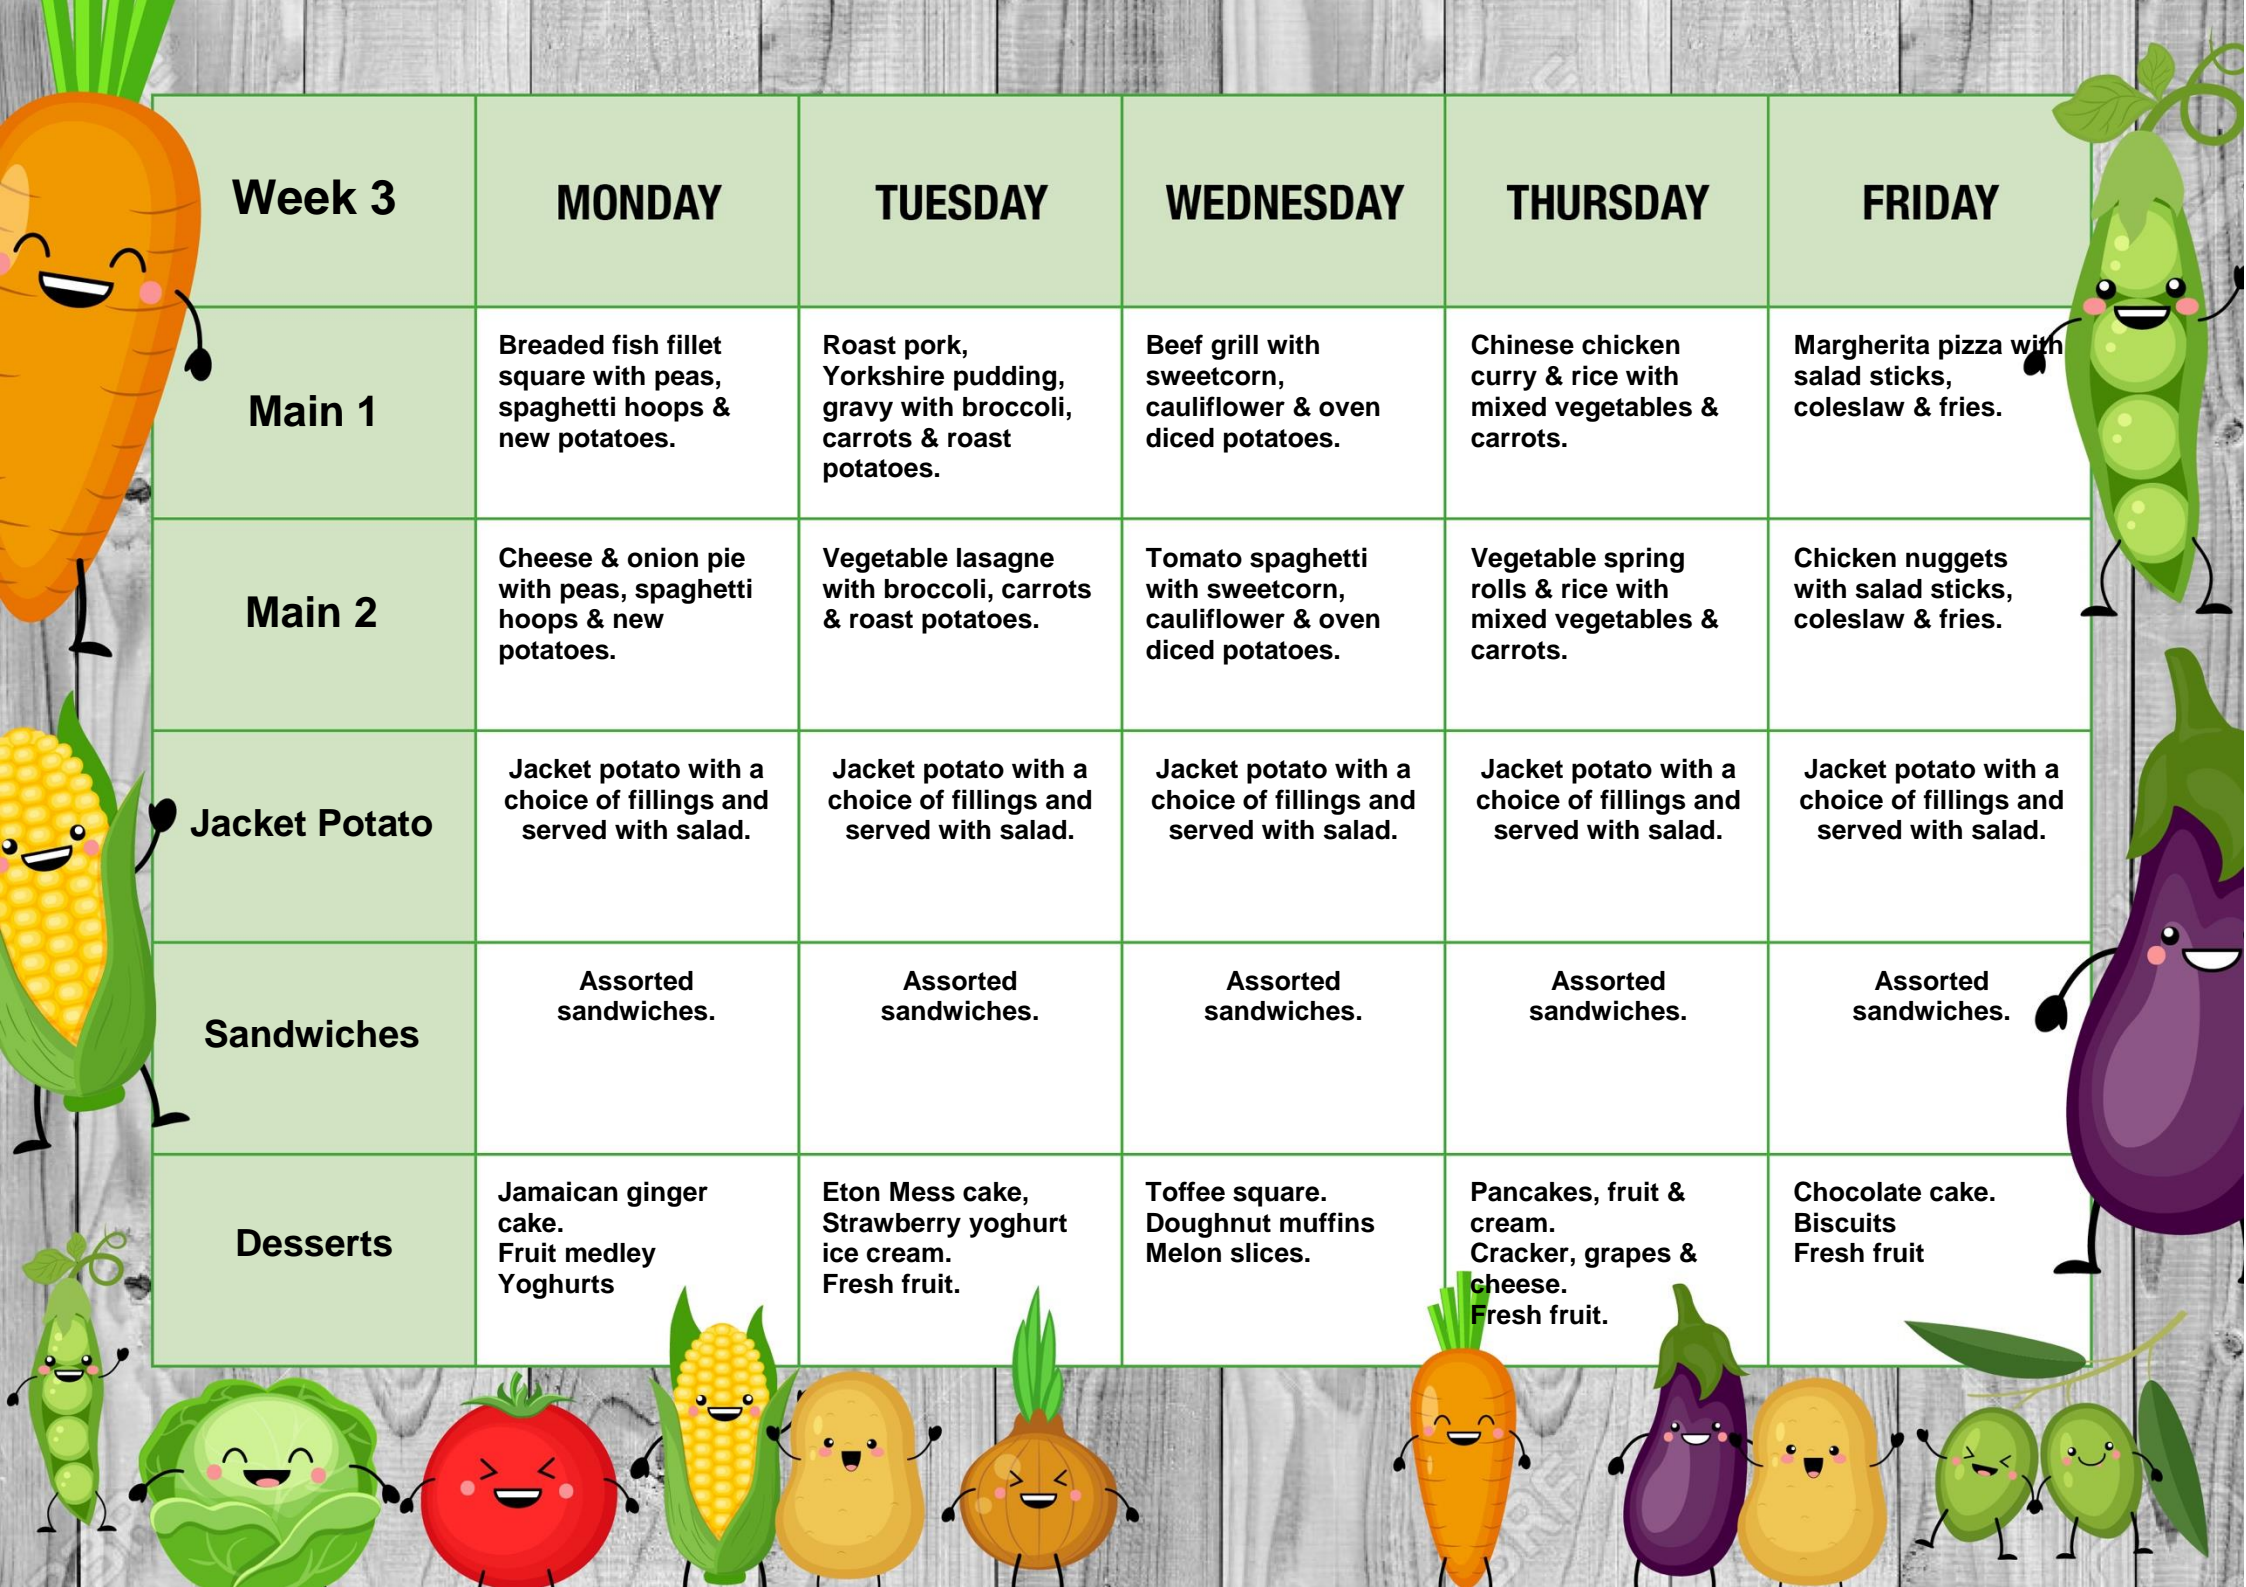 Week 3
MONDAY
TUESDAY
WEDNESDAY
THURSDAY
FRIDAY
Main 1
Breaded fish fillet
square with peas,
spaghetti hoops &
new potatoes.
Roast pork,
Yorkshire pudding,
gravy with broccoli,
carrots & roast
potatoes.
Beef grill with
sweetcorn,
cauliflower & oven
diced potatoes.
Chinese chicken
curry & rice with
mixed vegetables &
carrots.
Margherita pizza with
salad sticks,
coleslaw & fries.
Main 2
Cheese & onion pie
with peas, spaghetti
hoops & new
potatoes.
Vegetable lasagne
with broccoli, carrots
& roast potatoes.
Tomato spaghetti
with sweetcorn,
cauliflower & oven
diced potatoes.
Vegetable spring
rolls & rice with
mixed vegetables &
carrots.
Chicken nuggets
with salad sticks,
coleslaw & fries.
Jacket Potato
Jacket potato with a
choice of fillings and
served with salad.
Jacket potato with a
choice of fillings and
served with salad.
Jacket potato with a
choice of fillings and
served with salad.
Jacket potato with a
choice of fillings and
served with salad.
Jacket potato with a
choice of fillings and
served with salad.
Sandwiches
Assorted
sandwiches.
Assorted
sandwiches.
Assorted
sandwiches.
Assorted
sandwiches.
Assorted
sandwiches.
Desserts
Jamaican ginger
cake.
Fruit medley
Yoghurts
Eton Mess cake,
Strawberry yoghurt
ice cream.
Fresh fruit.
Toffee square.
Doughnut muffins
Melon slices.
Pancakes, fruit &
cream.
Cracker, grapes &
cheese.
Fresh fruit.
Chocolate cake.
Biscuits
Fresh fruit